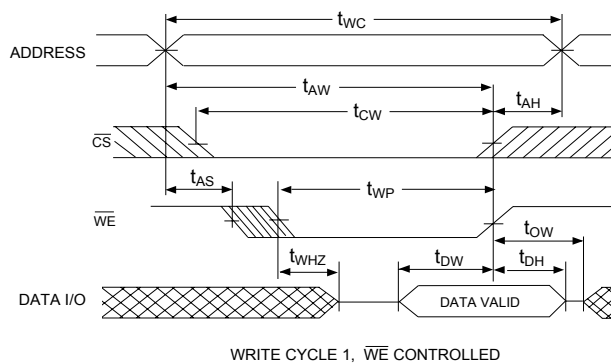 tWC
ADDRESS
tAW
tAH
tCW
CS
tAS
tWP
WE
tOW
tWHZ
tDW
tDH
DATA I/O
DATA VALID
WRITE CYCLE 1, WE CONTROLLED